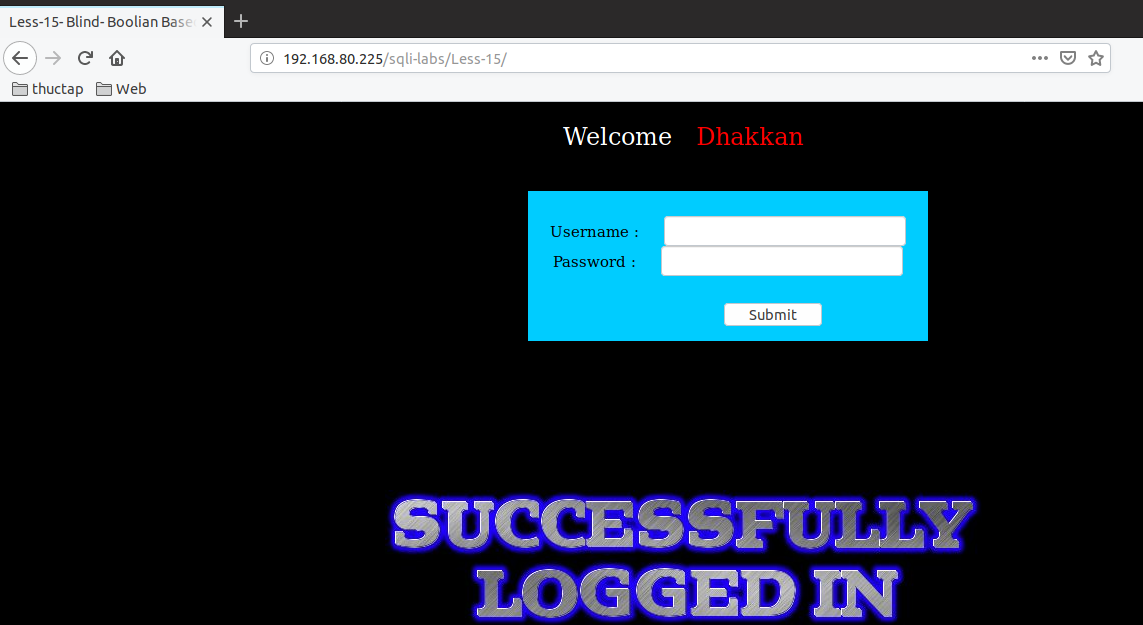 Less-15- Blind- Boolian Base
192.168.80.225/sqli-labs/Less-15/
thuctap Web
Welcome Dhakkan
Username :
Password :
Submit
SUCCESSFULLY
LOGGED IN